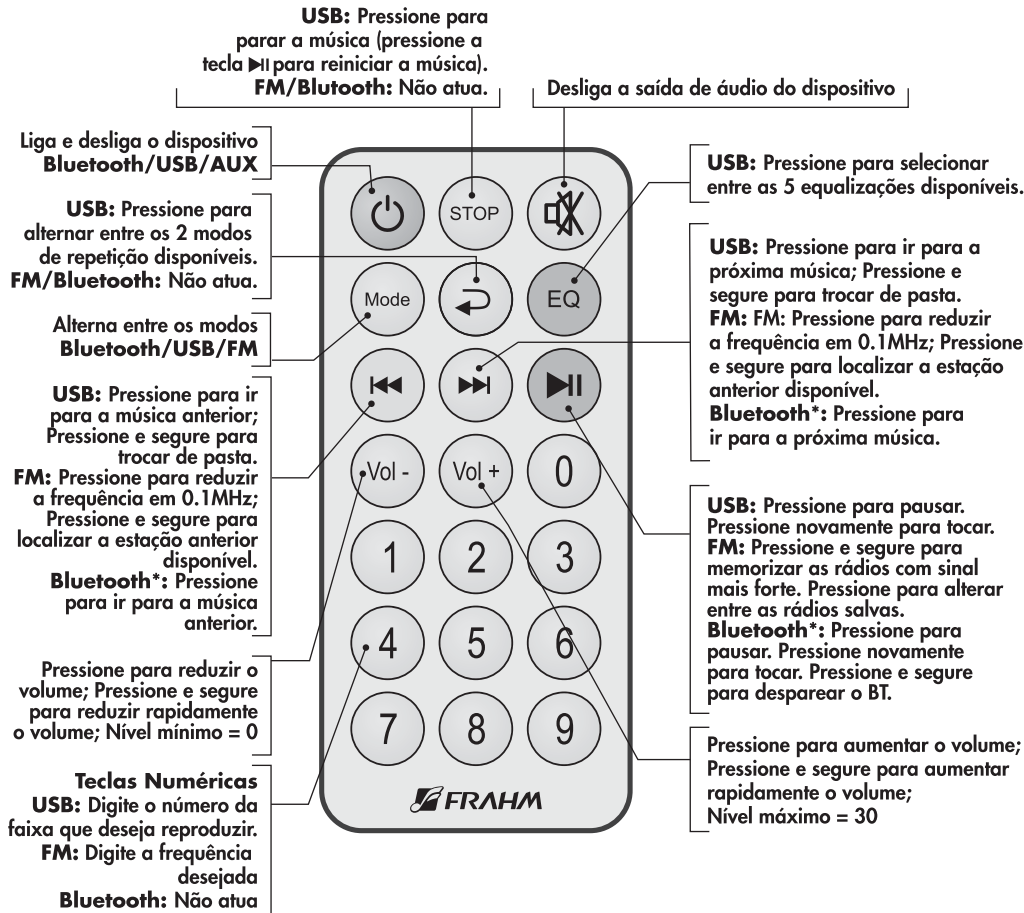 USB: Pressione para
parar a música (pressione a
tecla ▶II para reiniciar a música).
FM/Blutooth: Não atua.
Desliga a saída de áudio do dispositivo
Liga e desliga o dispositivo
Bluetooth/USB/AUX
USB: Pressione para
alternar entre os 2 modos
de repetição disponíveis.
FM/Bluetooth: Não atua.
Alterna entre os modos
Bluetooth/USB/FM
USB: Pressione para ir
para a música anterior;
Pressione e segure para
trocar de pasta.
FM: Pressione para reduzir
a frequência em 0.1MHz;
Pressione e segure para
localizar a estação anterior
disponível.
Bluetooth*: Pressione
para ir para a música
anterior.
Pressione para reduzir o
volume; Pressione e segure
para reduzir rapidamente
o volume; Nível mínimo = 0
Teclas Numéricas
USB: Digite o número da
faixa que deseja reproduzir.
FM: Digite a frequência
desejada
Bluetooth: Não atua
STOP
Mode
EQ
Vol -
Vol +
0
1
2
3
4
5
6
7
8
9
FRAHM
USB: Pressione para selecionar
entre as 5 equalizações disponíveis.
USB: Pressione para ir para a
próxima música; Pressione e
segure para trocar de pasta.
FM: FM: Pressione para reduzir
a frequência em 0.1MHz; Pressione
e segure para localizar a estação
anterior disponível.
Bluetooth*: Pressione para
ir para a próxima música.
USB: Pressione para pausar.
Pressione novamente para tocar.
FM: Pressione e segure para
memorizar as rádios com sinal
mais forte. Pressione para alterar
entre as rádios salvas.
Bluetooth*: Pressione para
pausar. Pressione novamente
para tocar. Pressione e segure
para desparear o BT.
Pressione para aumentar o volume;
Pressione e segure para aumentar
rapidamente o volume;
Nível máximo = 30